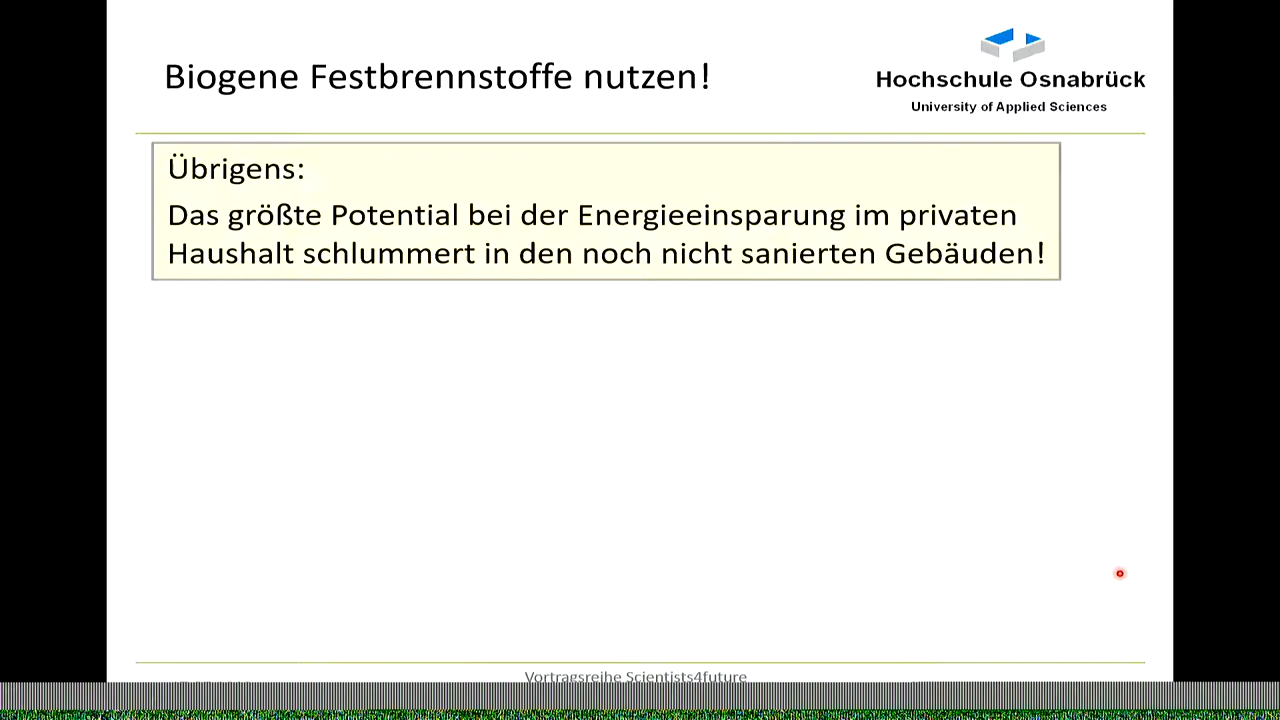 Biogene Festbrennstoffe nutzen!
Hochschule Osnabrück
University of Applied Sciences
Übrigens:
Das größte Potential bei der Energieeinsparung im privaten
Haushalt schlummert in den noch nicht sanierten Gebäuden!
Vortragsreihe Scientists4future